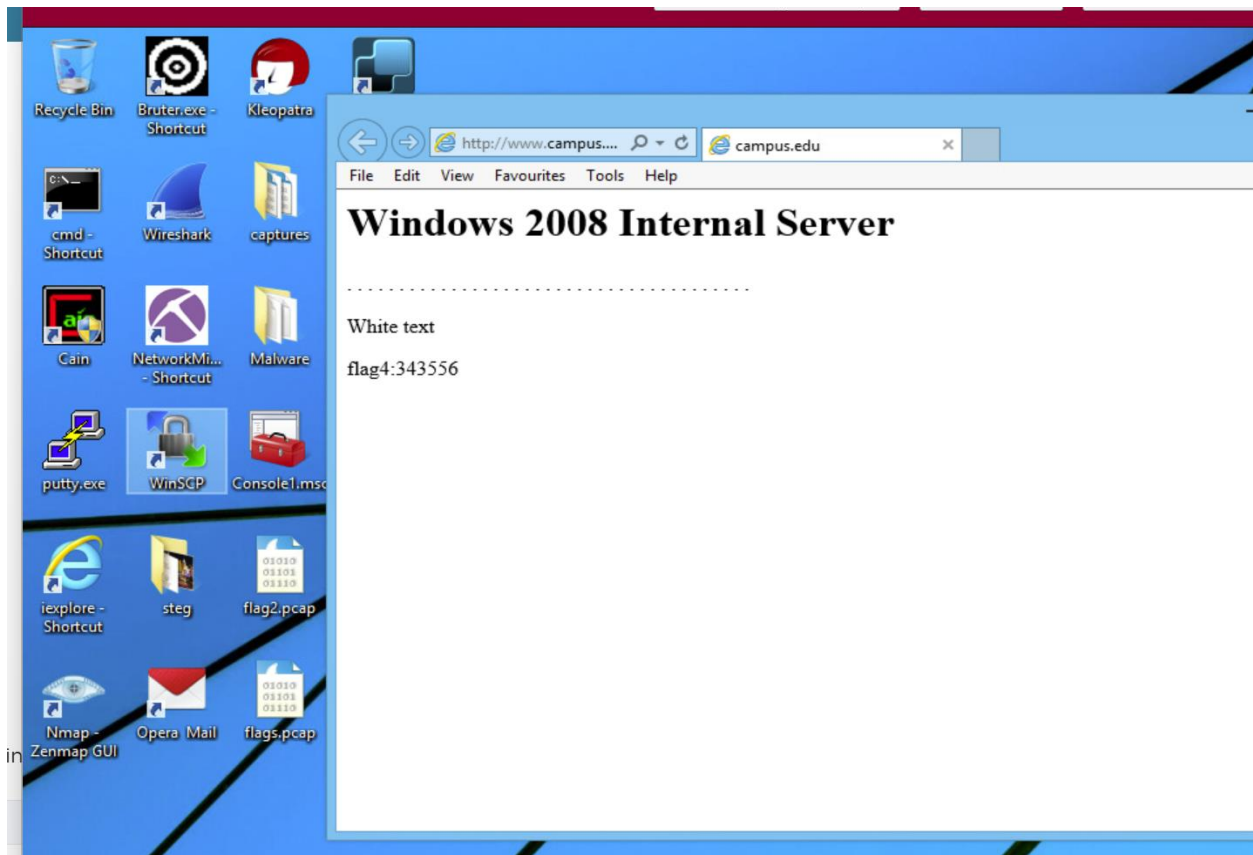 Recycle Bin
Bruter.exe -
Shortcut
Kleopatra
cmd -
Shortcut
Wireshark
captures
Cain
NetworkMi...
- Shortcut
Malware
putty.exe
WinSCP
Console1.msc
iexplore -
Shortcut
steg
flag2.pcap
Nmap -
Zenmap GUI
Opera Mail
flags.pcap
in
http://www.campus....
campus.edu
File Edit View Favourites Tools Help
Windows 2008 Internal Server
. . . . . . . . . . . . . . . . . . . . . . . . . . . . . . . . . . . . . . .
White text
flag4:343556